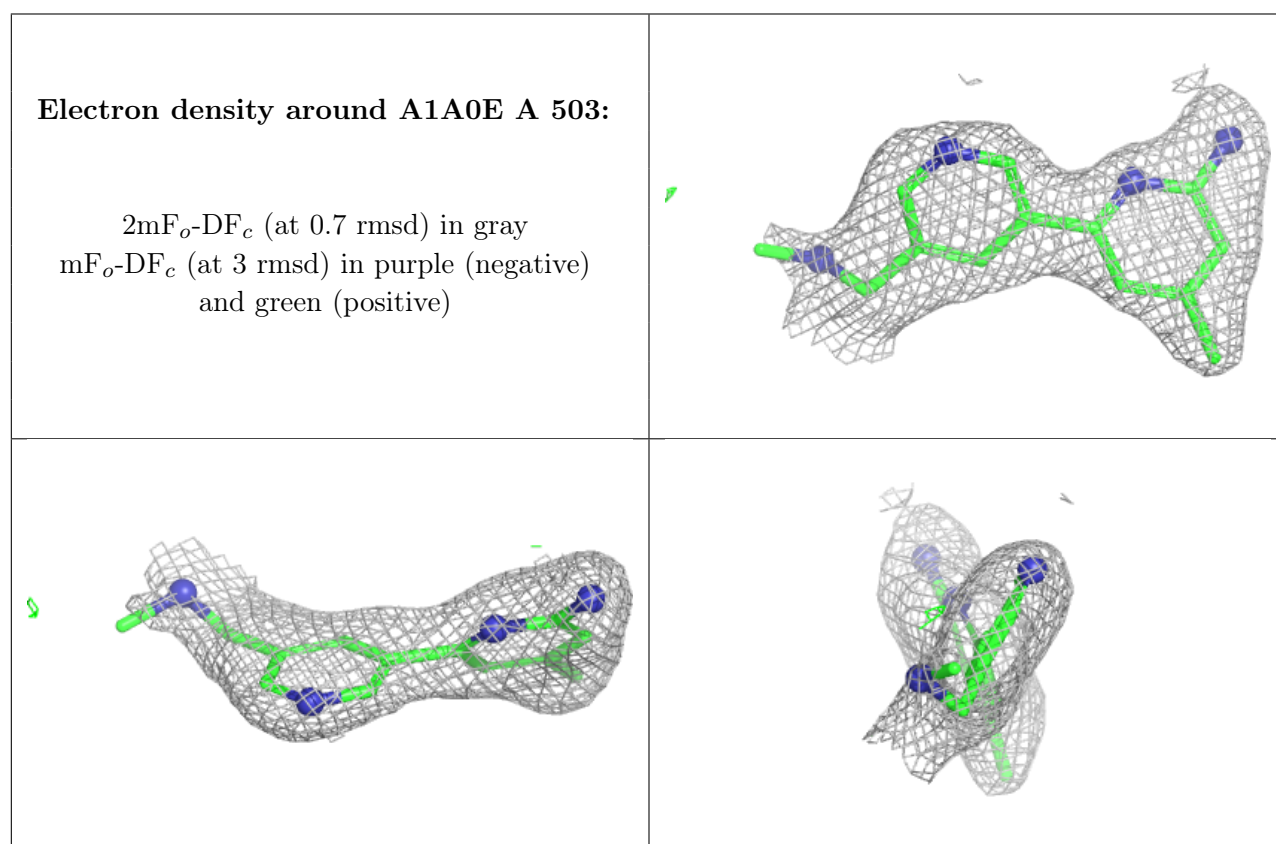 Electron density around A1A0E A 503:
2mFo-DFc (at 0.7 rmsd) in gray
mFo-DFc (at 3 rmsd) in purple (negative)
and green (positive)